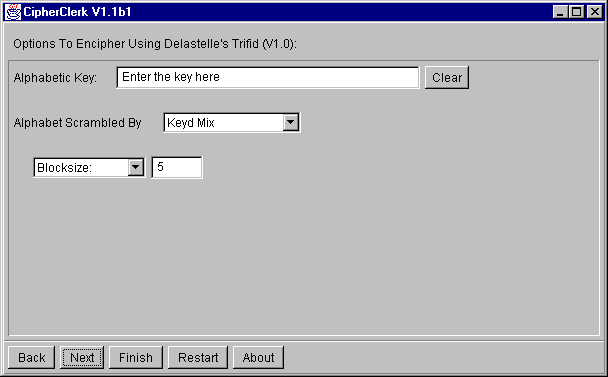 CipherClerk V1.1b1
Options To Encipher Using Delastelle's Trifid (V1.0):
Alphabetic Key: Enter the key here Clear
Alphabet Scrambled By Keyd Mix
Blocksize: 5
Back Next Finish Restart About